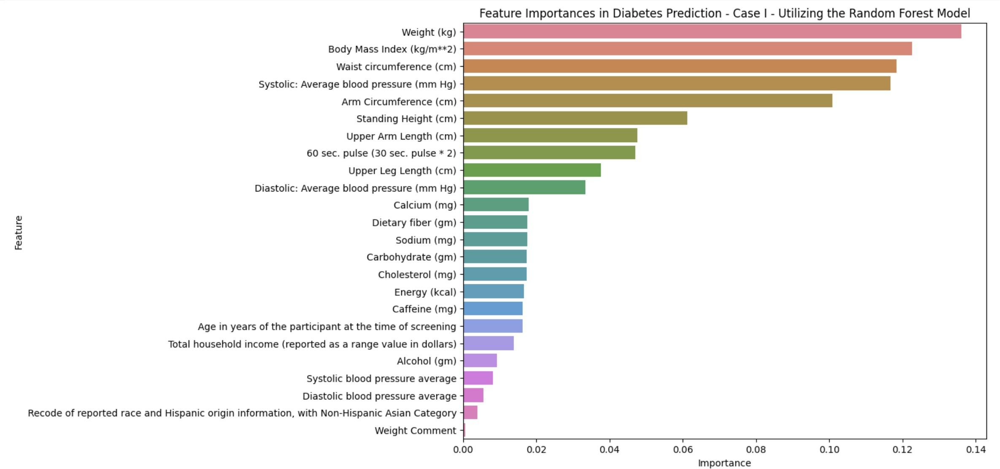 Feature Importances in Diabetes Prediction - Case I - Utilizing the Random Forest Model
Weight (kg)
Body Mass Index (kg/m**2)
Waist circumference (cm)
Systolic: Average blood pressure (mm Hg)
Arm Circumference (cm)
Standing Height (cm)
Upper Arm Length (cm)
60 sec. pulse (30 sec. pulse * 2)
Upper Leg Length (cm)
Diastolic: Average blood pressure (mm Hg)
Calcium (mg)
Dietary fiber (gm)
Sodium (mg)
Carbohydrate (gm)
Cholesterol (mg)
Energy (kcal)
Caffeine (mg)
Age in years of the participant at the time of screening
Total household income (reported as a range value in dollars)
Alcohol (gm)
Systolic blood pressure average
Diastolic blood pressure average
Recode of reported race and Hispanic origin information, with Non-Hispanic Asian Category
Weight Comment
Feature
0.00 0.02 0.04 0.06 0.08 0.10 0.12 0.14
Importance